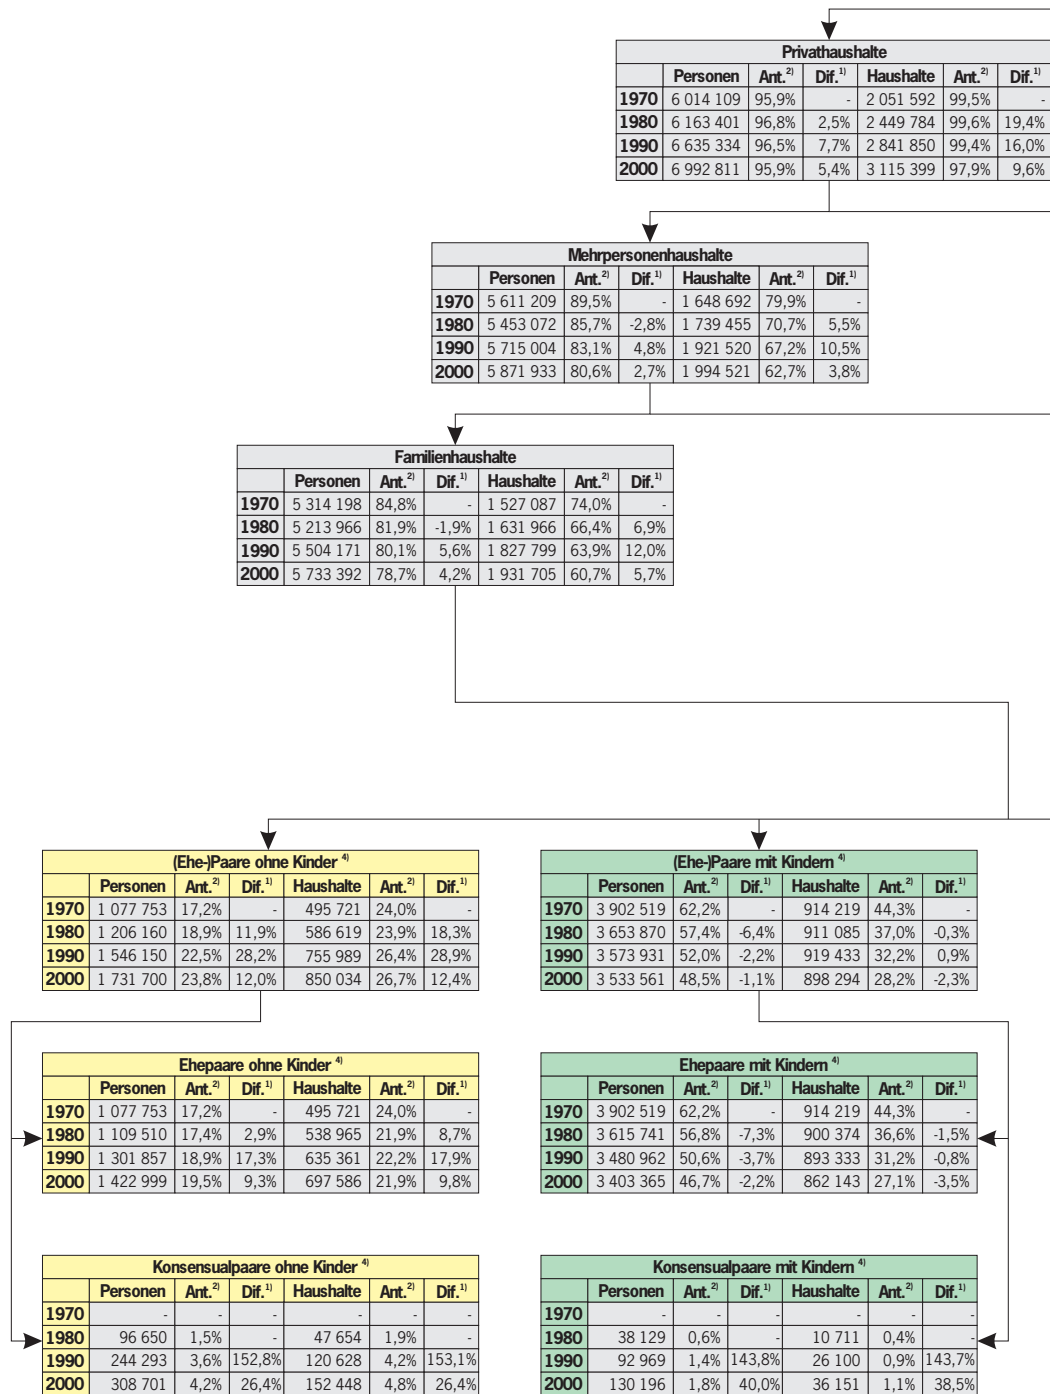 Privathaushalte
Personen Ant.2) Dif.1) Haushalte Ant.2) Dif.1)
1970 6 014 109 95,9% - 2 051 592 99,5% -
1980 6 163 401 96,8% 2,5% 2 449 784 99,6% 19,4%
1990 6 635 334 96,5% 7,7% 2 841 850 99,4% 16,0%
2000 6 992 811 95,9% 5,4% 3 115 399 97,9% 9,6%
Mehrpersonenhaushalte
Personen Ant.2) Dif.1) Haushalte Ant.2) Dif.1)
1970 5 611 209 89,5% - 1 648 692 79,9% -
1980 5 453 072 85,7% -2,8% 1 739 455 70,7% 5,5%
1990 5 715 004 83,1% 4,8% 1 921 520 67,2% 10,5%
2000 5 871 933 80,6% 2,7% 1 994 521 62,7% 3,8%
Familienhaushalte
Personen Ant.2) Dif.1) Haushalte Ant.2) Dif.1)
1970 5 314 198 84,8% - 1 527 087 74,0% -
1980 5 213 966 81,9% -1,9% 1 631 966 66,4% 6,9%
1990 5 504 171 80,1% 5,6% 1 827 799 63,9% 12,0%
2000 5 733 392 78,7% 4,2% 1 931 705 60,7% 5,7%
(Ehe-)Paare ohne Kinder 4)
Personen Ant.2) Dif.1) Haushalte Ant.2) Dif.1)
1970 1 077 753 17,2% - 495 721 24,0% -
1980 1 206 160 18,9% 11,9% 586 619 23,9% 18,3%
1990 1 546 150 22,5% 28,2% 755 989 26,4% 28,9%
2000 1 731 700 23,8% 12,0% 850 034 26,7% 12,4%
(Ehe-)Paare mit Kindern 4)
Personen Ant.2) Dif.1) Haushalte Ant.2) Dif.1)
1970 3 902 519 62,2% - 914 219 44,3% -
1980 3 653 870 57,4% -6,4% 911 085 37,0% -0,3%
1990 3 573 931 52,0% -2,2% 919 433 32,2% 0,9%
2000 3 533 561 48,5% -1,1% 898 294 28,2% -2,3%
Ehepaare ohne Kinder 4)
Personen Ant.2) Dif.1) Haushalte Ant.2) Dif.1)
1970 1 077 753 17,2% - 495 721 24,0% -
1980 1 109 510 17,4% 2,9% 538 965 21,9% 8,7%
1990 1 301 857 18,9% 17,3% 635 361 22,2% 17,9%
2000 1 422 999 19,5% 9,3% 697 586 21,9% 9,8%
Ehepaare mit Kindern 4)
Personen Ant.2) Dif.1) Haushalte Ant.2) Dif.1)
1970 3 902 519 62,2% - 914 219 44,3% -
1980 3 615 741 56,8% -7,3% 900 374 36,6% -1,5%
1990 3 480 962 50,6% -3,7% 893 333 31,2% -0,8%
2000 3 403 365 46,7% -2,2% 862 143 27,1% -3,5%
Konsensualpaare ohne Kinder 4)
Personen Ant.2) Dif.1) Haushalte Ant.2) Dif.1)
1970 - - - - - -
1980 96 650 1,5% - 47 654 1,9% -
1990 244 293 3,6% 152,8% 120 628 4,2% 153,1%
2000 308 701 4,2% 26,4% 152 448 4,8% 26,4%
Konsensualpaare mit Kindern 4)
Personen Ant.2) Dif.1) Haushalte Ant.2) Dif.1)
1970 - - - - - -
1980 38 129 0,6% - 10 711 0,4% -
1990 92 969 1,4% 143,8% 26 100 0,9% 143,7%
2000 130 196 1,8% 40,0% 36 151 1,1% 38,5%